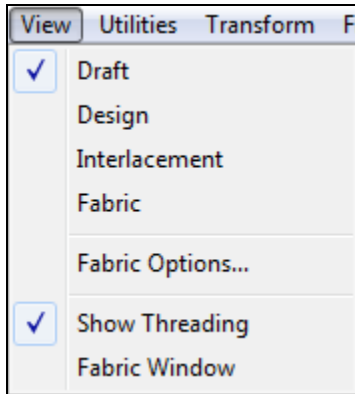 View Utilities Transform F
Draft
Design
Interlacement
Fabric
Fabric Options...
Show Threading
Fabric Window